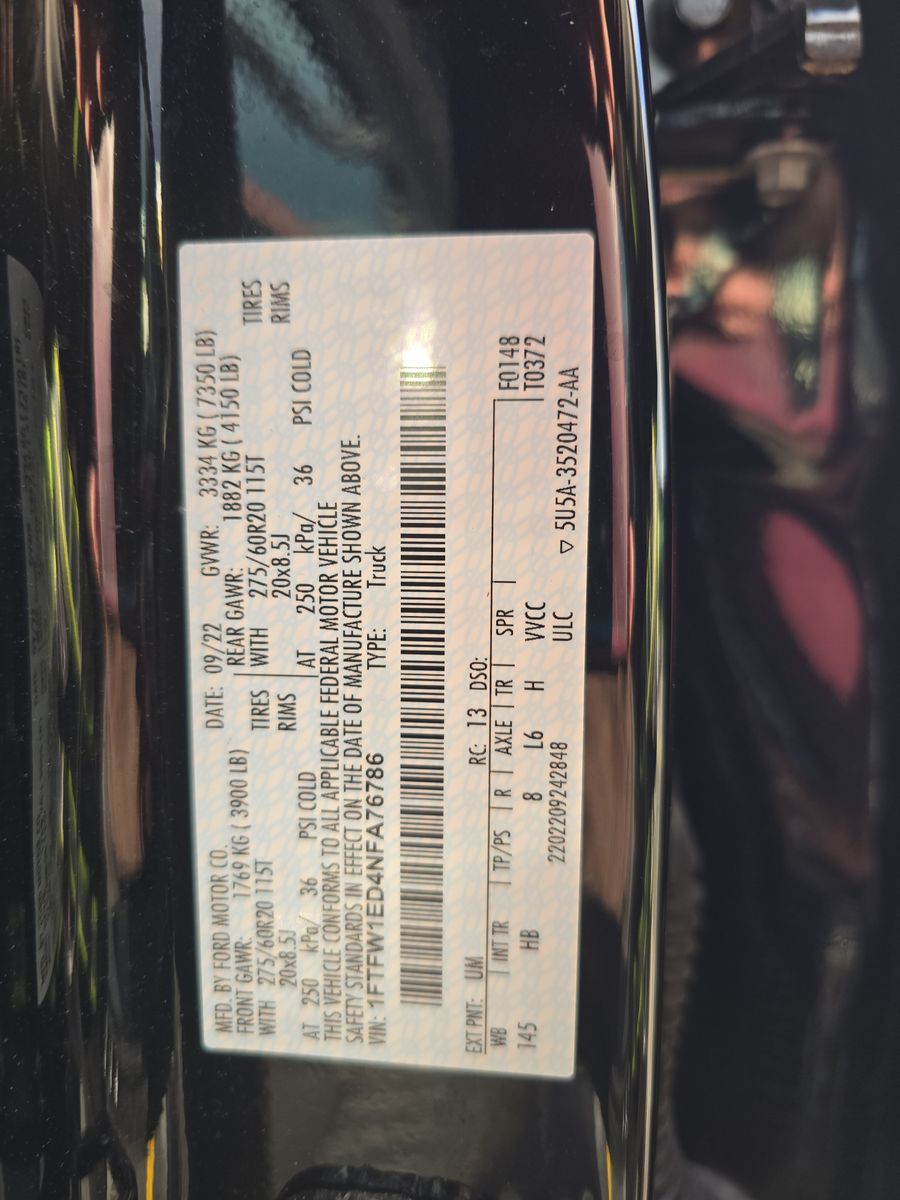 MFD. BY FORD MOTOR CO. DATE: 09/22 GVWR: 3334 KG ( 7350 LB)
FRONT GAWR: 1769 KG ( 3900 LB) REAR GAWR: 1882 KG ( 4150 LB)
WITH 275/60R20 115T TIRES WITH 275/60R20 115T TIRES
20x8.5J RIMS 20x8.5J RIMS
AT 250 kPa/ 36 PSI COLD AT 250 kPa/ 36 PSI COLD
THIS VEHICLE CONFORMS TO ALL APPLICABLE FEDERAL MOTOR VEHICLE
SAFETY STANDARDS IN EFFECT ON THE DATE OF MANUFACTURE SHOWN ABOVE.
VIN: 1FTFW1ED4NFA76786 TYPE: Truck
EXT PNT: UM RC: 13 DSO: F0148
WB INT TR TP/PS R AXLE TR SPR T0372
145 HB 8 L6 H VYCC
2202209242848 ULC ▽ 5U5A-3520472-AA